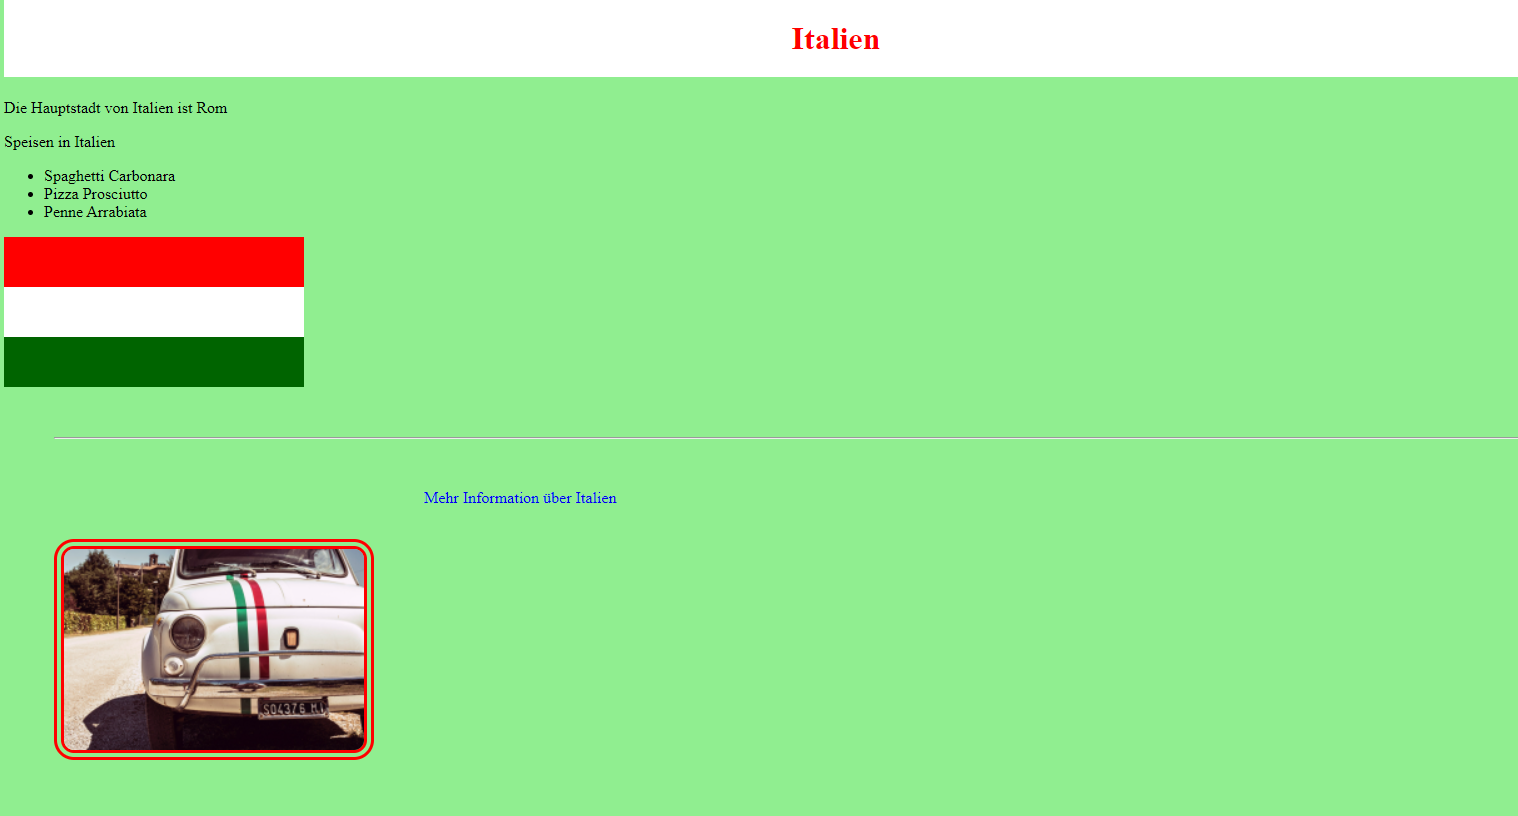 Italien
Die Hauptstadt von Italien ist Rom
Speisen in Italien
Spaghetti Carbonara
Pizza Prosciutto
Penne Arrabiata
Mehr Information über Italien
S04376 MI